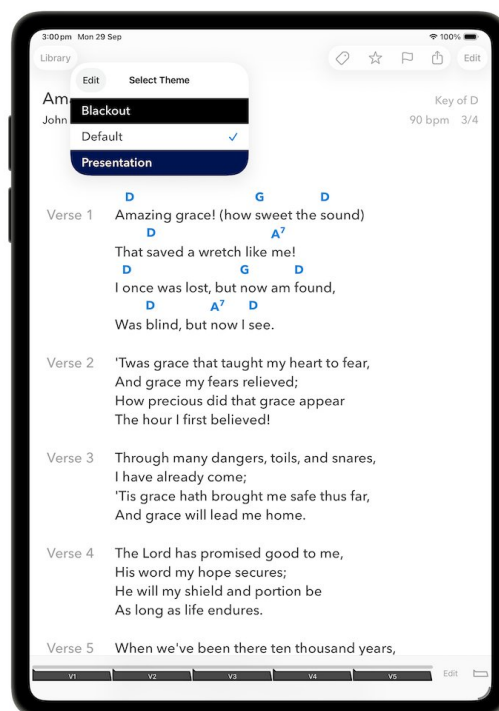 3:00 pm Mon 29 Sep 100%
Library Edit
Edit Select Theme
Am
Key of D
Blackout
John
90 bpm 3/4
Default
Presentation
D G D
Verse 1 Amazing grace! (how sweet the sound)
D A7
That saved a wretch like me!
D G D
I once was lost, but now am found,
D A7 D
Was blind, but now I see.
Verse 2 'Twas grace that taught my heart to fear,
And grace my fears relieved;
How precious did that grace appear
The hour I first believed!
Verse 3 Through many dangers, toils, and snares,
I have already come;
'Tis grace hath brought me safe thus far,
And grace will lead me home.
Verse 4 The Lord has promised good to me,
His word my hope secures;
He will my shield and portion be
As long as life endures.
Verse 5 When we've been there ten thousand years,
V1 V2 V3 V4 V5 Edit